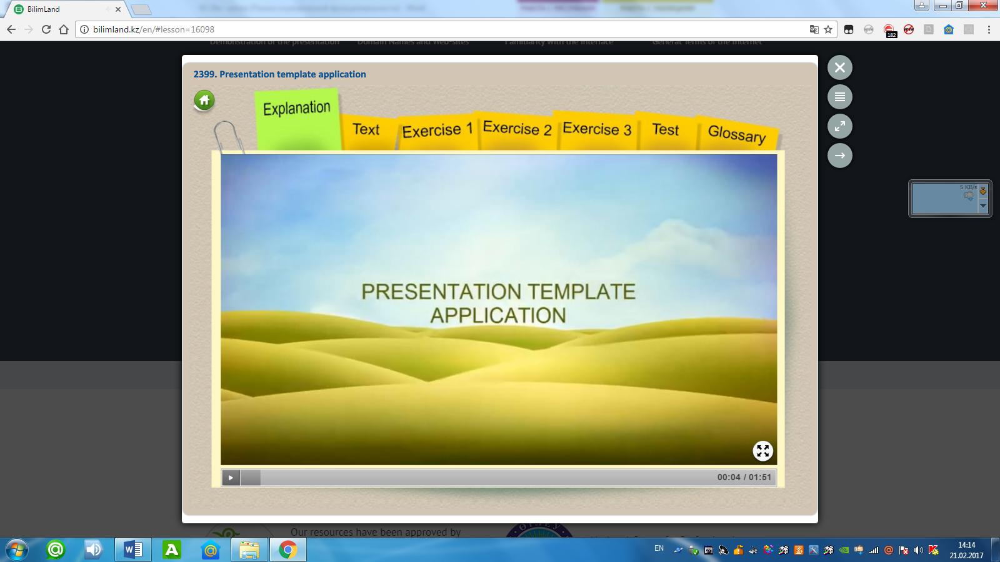 BilimLand
bilimland.kz/en/#lesson=16098
182
Demonstration of the presentation
Domain Names and Web-sites
Familiarity with the interface
General Terms of the Internet
2399. Presentation template application
Explanation
Text
Exercise 1
Exercise 2
Exercise 3
Test
Glossary
5 KB/s
PRESENTATION TEMPLATE
APPLICATION
00:04 / 01:51
Our resources have been approved by
EN
14:14
21.02.2017